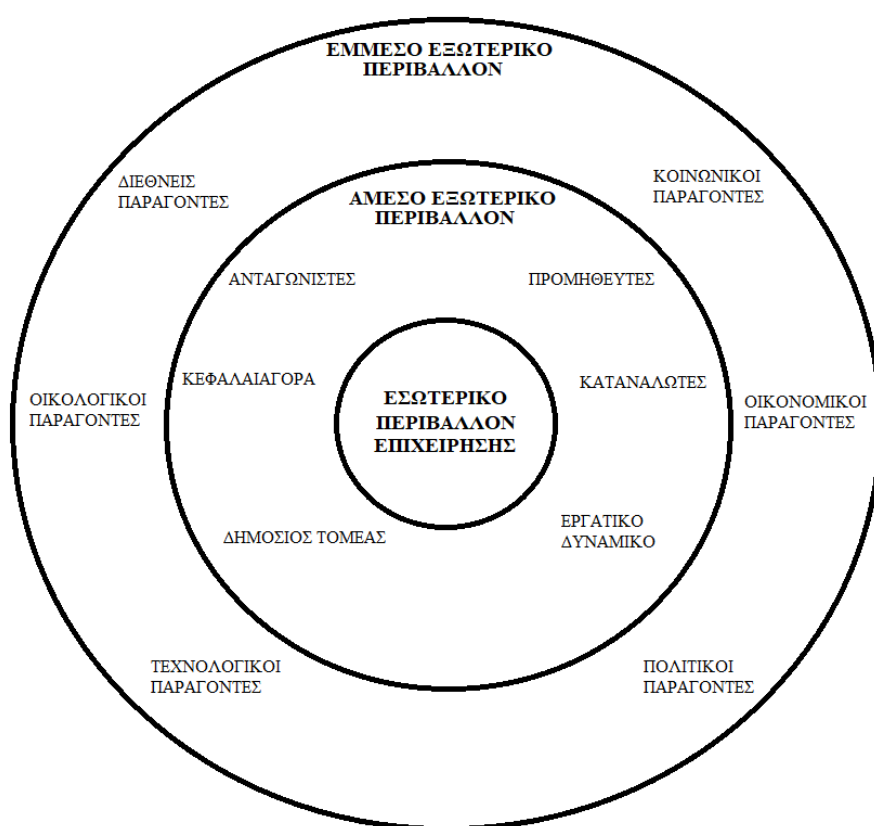 ΕΜΜΕΣΟ ΕΞΩΤΕΡΙΚΟ
ΠΕΡΙΒΑΛΛΟΝ
ΔΙΕΘΝΕΙΣ
ΠΑΡΑΓΟΝΤΕΣ
ΚΟΙΝΩΝΙΚΟΙ
ΠΑΡΑΓΟΝΤΕΣ
ΑΜΕΣΟ ΕΞΩΤΕΡΙΚΟ
ΠΕΡΙΒΑΛΛΟΝ
ΑΝΤΑΓΩΝΙΣΤΕΣ
ΠΡΟΜΗΘΕΥΤΕΣ
ΚΕΦΑΛΑΙΑΓΟΡΑ
ΚΑΤΑΝΑΛΩΤΕΣ
ΟΙΚΟΛΟΓΙΚΟΙ
ΠΑΡΑΓΟΝΤΕΣ
ΕΣΩΤΕΡΙΚΟ
ΠΕΡΙΒΑΛΛΟΝ
ΕΠΙΧΕΙΡΗΣΗΣ
ΟΙΚΟΝΟΜΙΚΟΙ
ΠΑΡΑΓΟΝΤΕΣ
ΔΗΜΟΣΙΟΣ ΤΟΜΕΑΣ
ΕΡΓΑΤΙΚΟ
ΔΥΝΑΜΙΚΟ
ΤΕΧΝΟΛΟΓΙΚΟΙ
ΠΑΡΑΓΟΝΤΕΣ
ΠΟΛΙΤΙΚΟΙ
ΠΑΡΑΓΟΝΤΕΣ